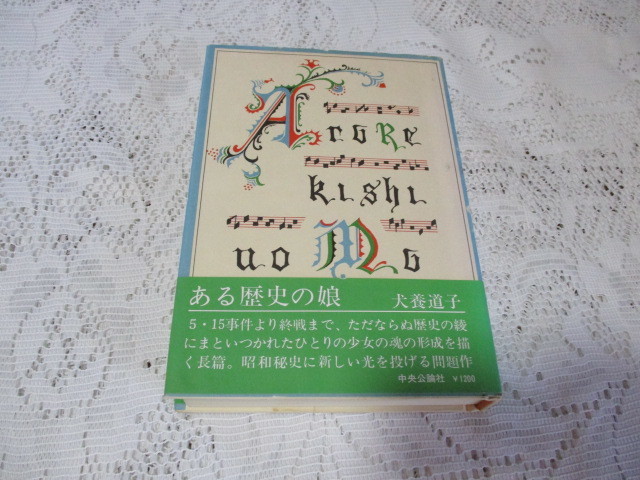 AruRe
kishi
no Mu
ある歴史の娘 犬養道子
5・15事件より終戦まで、ただならぬ歴史の綾
にまといつかれたひとりの少女の魂の形成を描
く長篇。昭和秘史に新しい光を投げる問題作
中央公論社 ¥1200